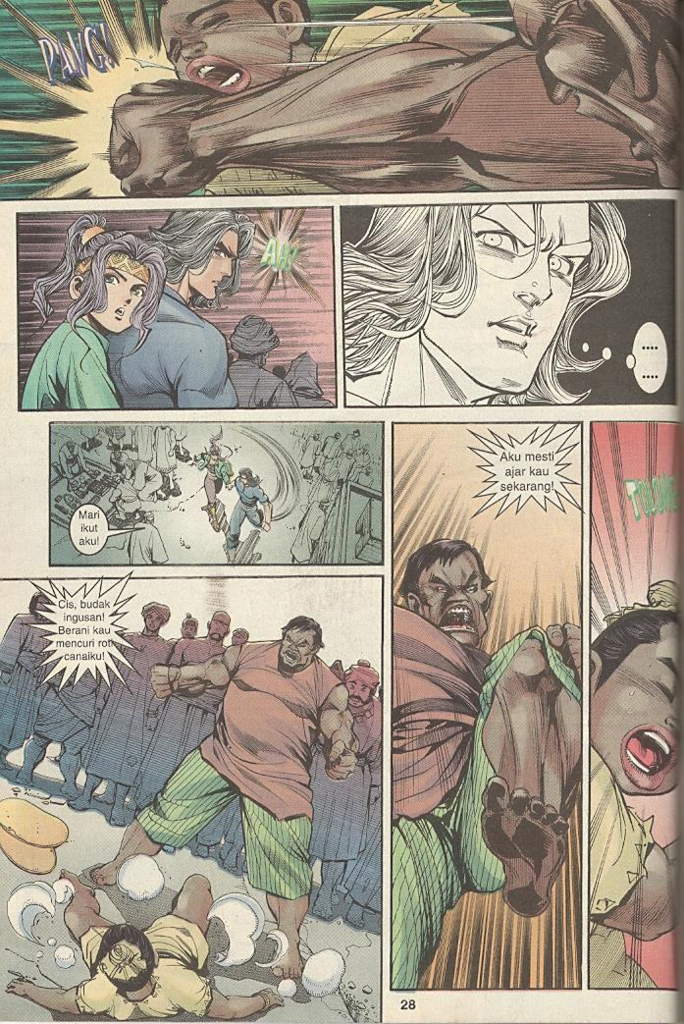 PANG!
AH!
....
....
Mari
ikut
aku!
Cis, budak
ingusan!
Berani kau
mencuri roti
canaiku!
Aku mesti
ajar kau
sekarang!
TOLONG
28